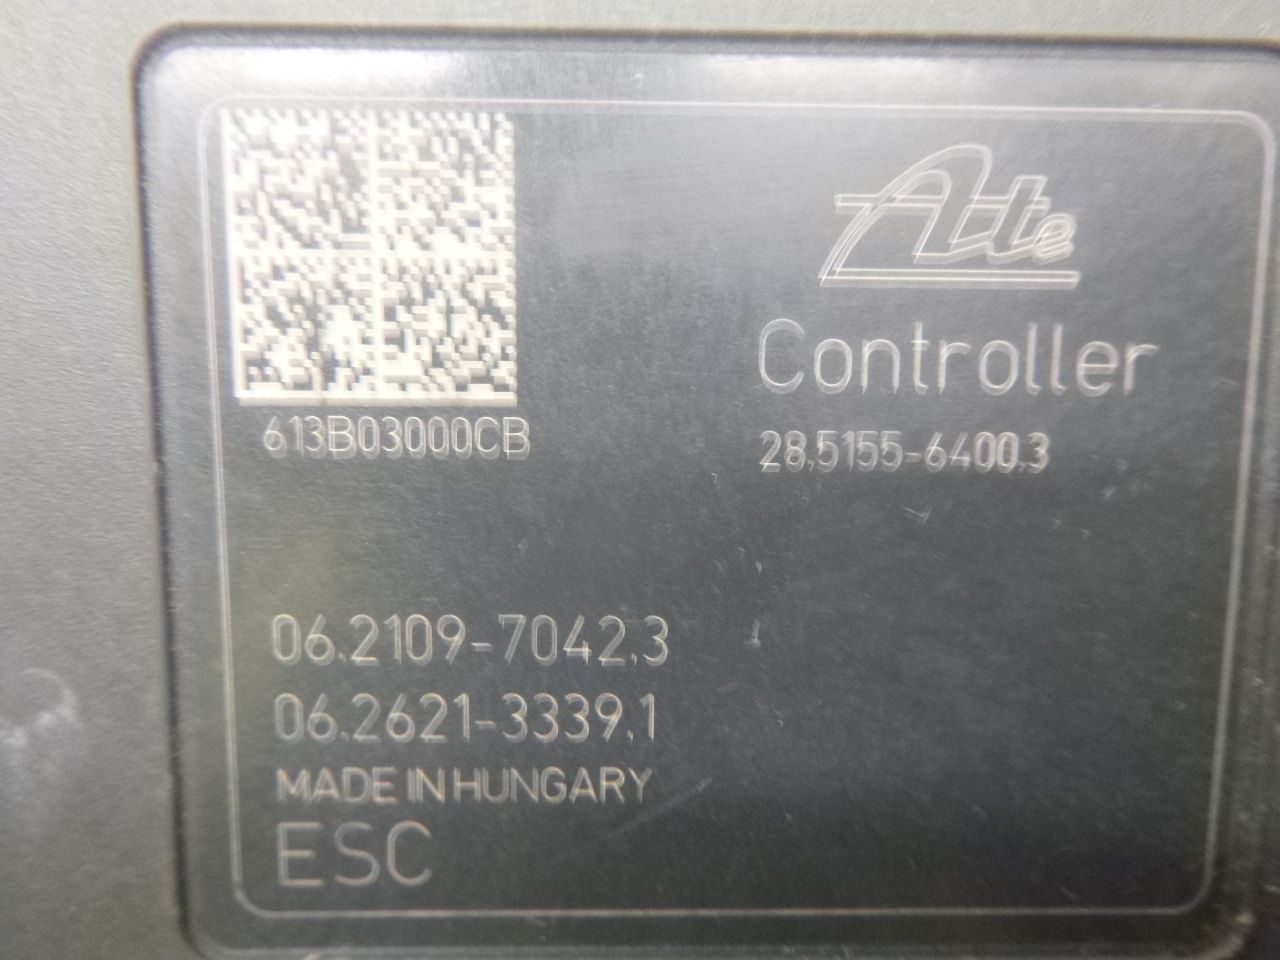 Ate
Controller
613B03000CB
28.5155-6400.3
06.2109-7042.3
06.2621-3339.1
MADE IN HUNGARY
ESC